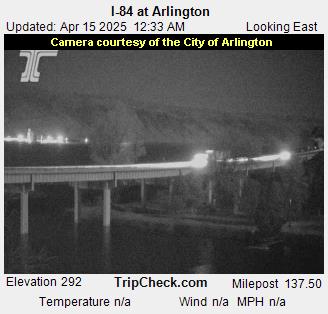 I-84 at Arlington
Updated: Apr 15 2025 12:33 AM Looking East
Camera courtesy of the City of Arlington
Elevation 292 TripCheck.com Milepost 137.50
Temperature n/a Wind n/a MPH n/a